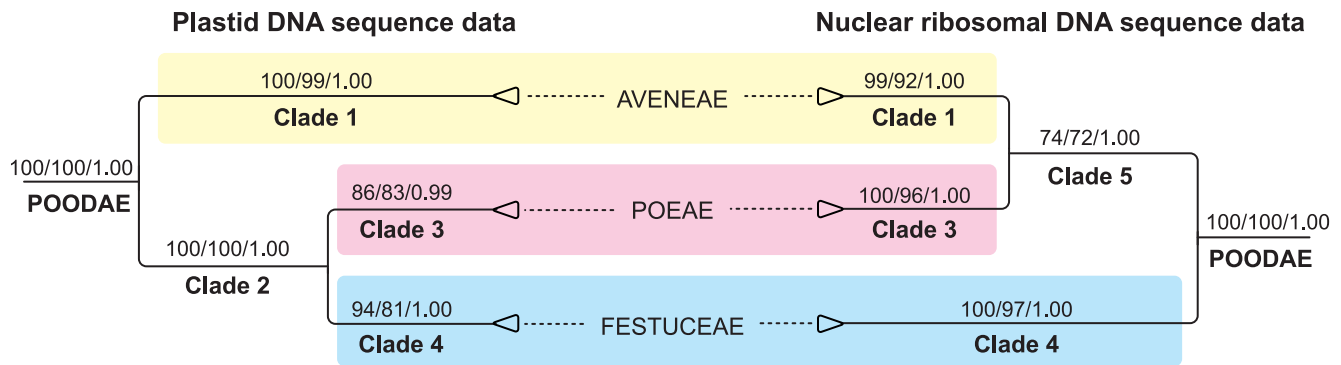 Plastid DNA sequence data
Nuclear ribosomal DNA sequence data
100/99/1.00
Clade 1
AVENEAE
99/92/1.00
Clade 1
100/100/1.00
POODAE
74/72/1.00
Clade 5
86/83/0.99
Clade 3
POEAE
100/96/1.00
Clade 3
100/100/1.00
Clade 2
100/100/1.00
POODAE
94/81/1.00
Clade 4
FESTUCEAE
100/97/1.00
Clade 4